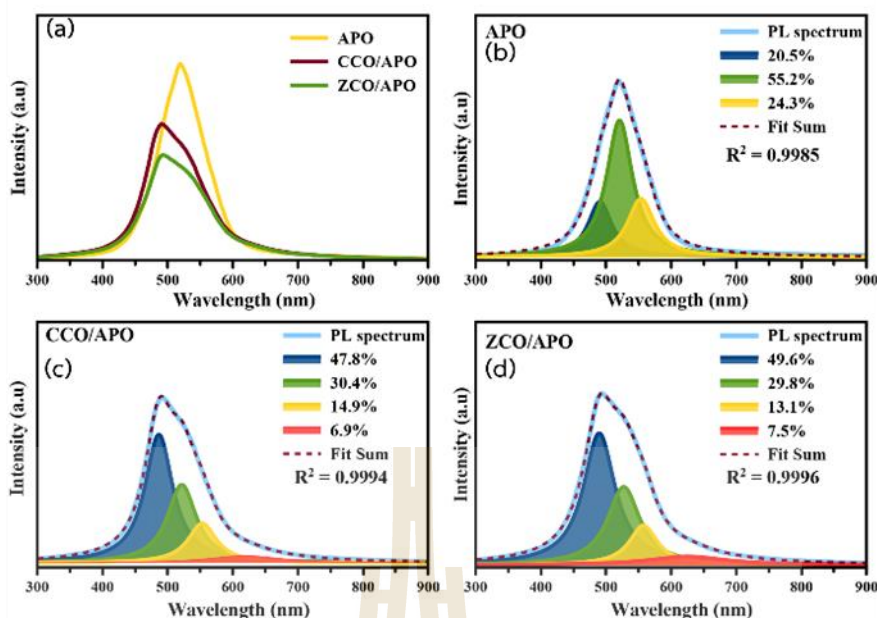 (a)
APO
CCO/APO
ZCO/APO
Intensity (a.u)
300 400 500 600 700 800 900
Wavelength (nm)
APO
(b)
PL spectrum
20.5%
55.2%
24.3%
Fit Sum
R² = 0.9985
Intensity (a.u)
300 400 500 600 700 800 900
Wavelength (nm)
CCO/APO
(c)
PL spectrum
47.8%
30.4%
14.9%
6.9%
Fit Sum
R² = 0.9994
Intensity (a.u)
300 400 500 600 700 800 900
Wavelength (nm)
ZCO/APO
(d)
PL spectrum
49.6%
29.8%
13.1%
7.5%
Fit Sum
R² = 0.9996
Intensity (a.u)
300 400 500 600 700 800 900
Wavelength (nm)